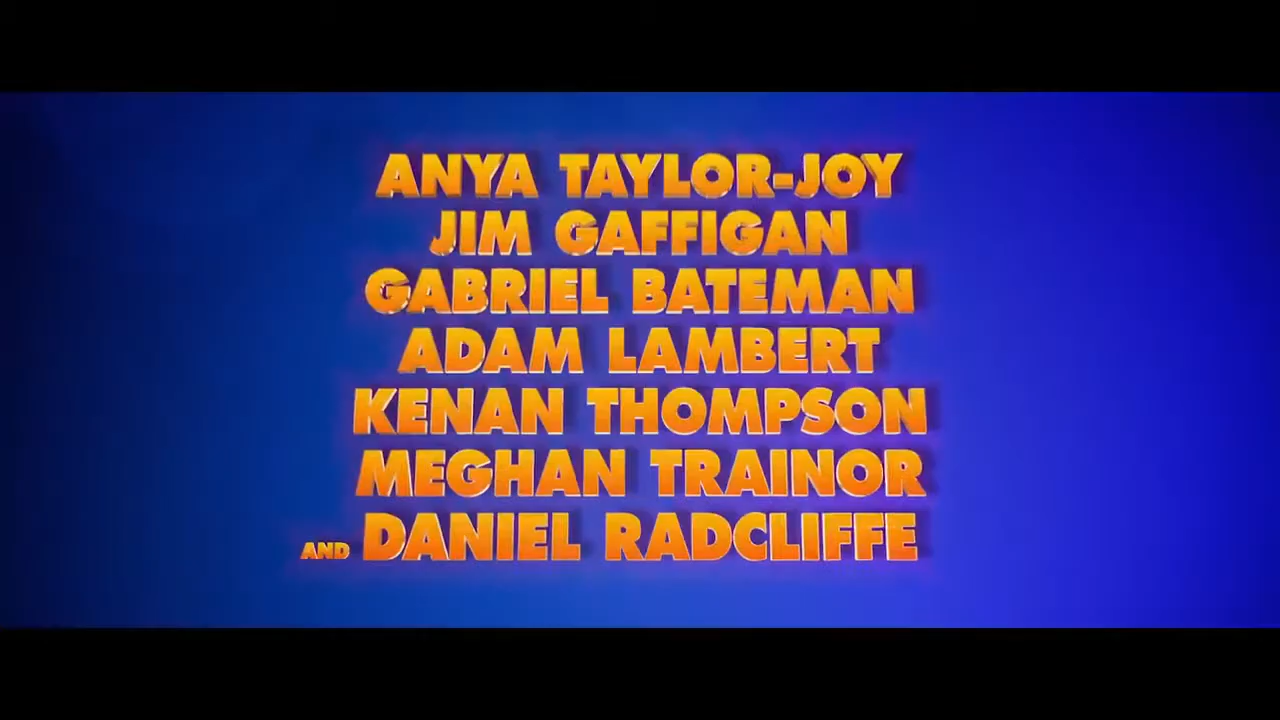 ANYA TAYLOR-JOY
JIM GAFFIGAN
GABRIEL BATEMAN
ADAM LAMBERT
KENAN THOMPSON
MEGHAN TRAINOR
AND DANIEL RADCLIFFE